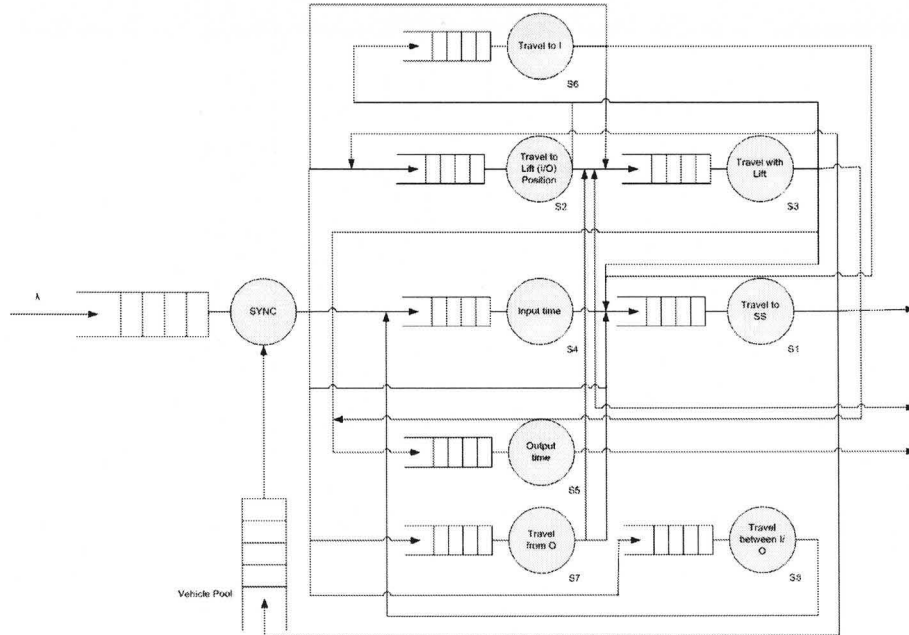 Travel to I
S6
Travel to
Lift (I/O)
Position
S2
Travel with
Lift
S3
λ
SYNC
Input time
S4
Travel to
SS
S1
Output
time
S5
Travel
from O
S7
Travel
between I/
O
S8
Vehicle Pool